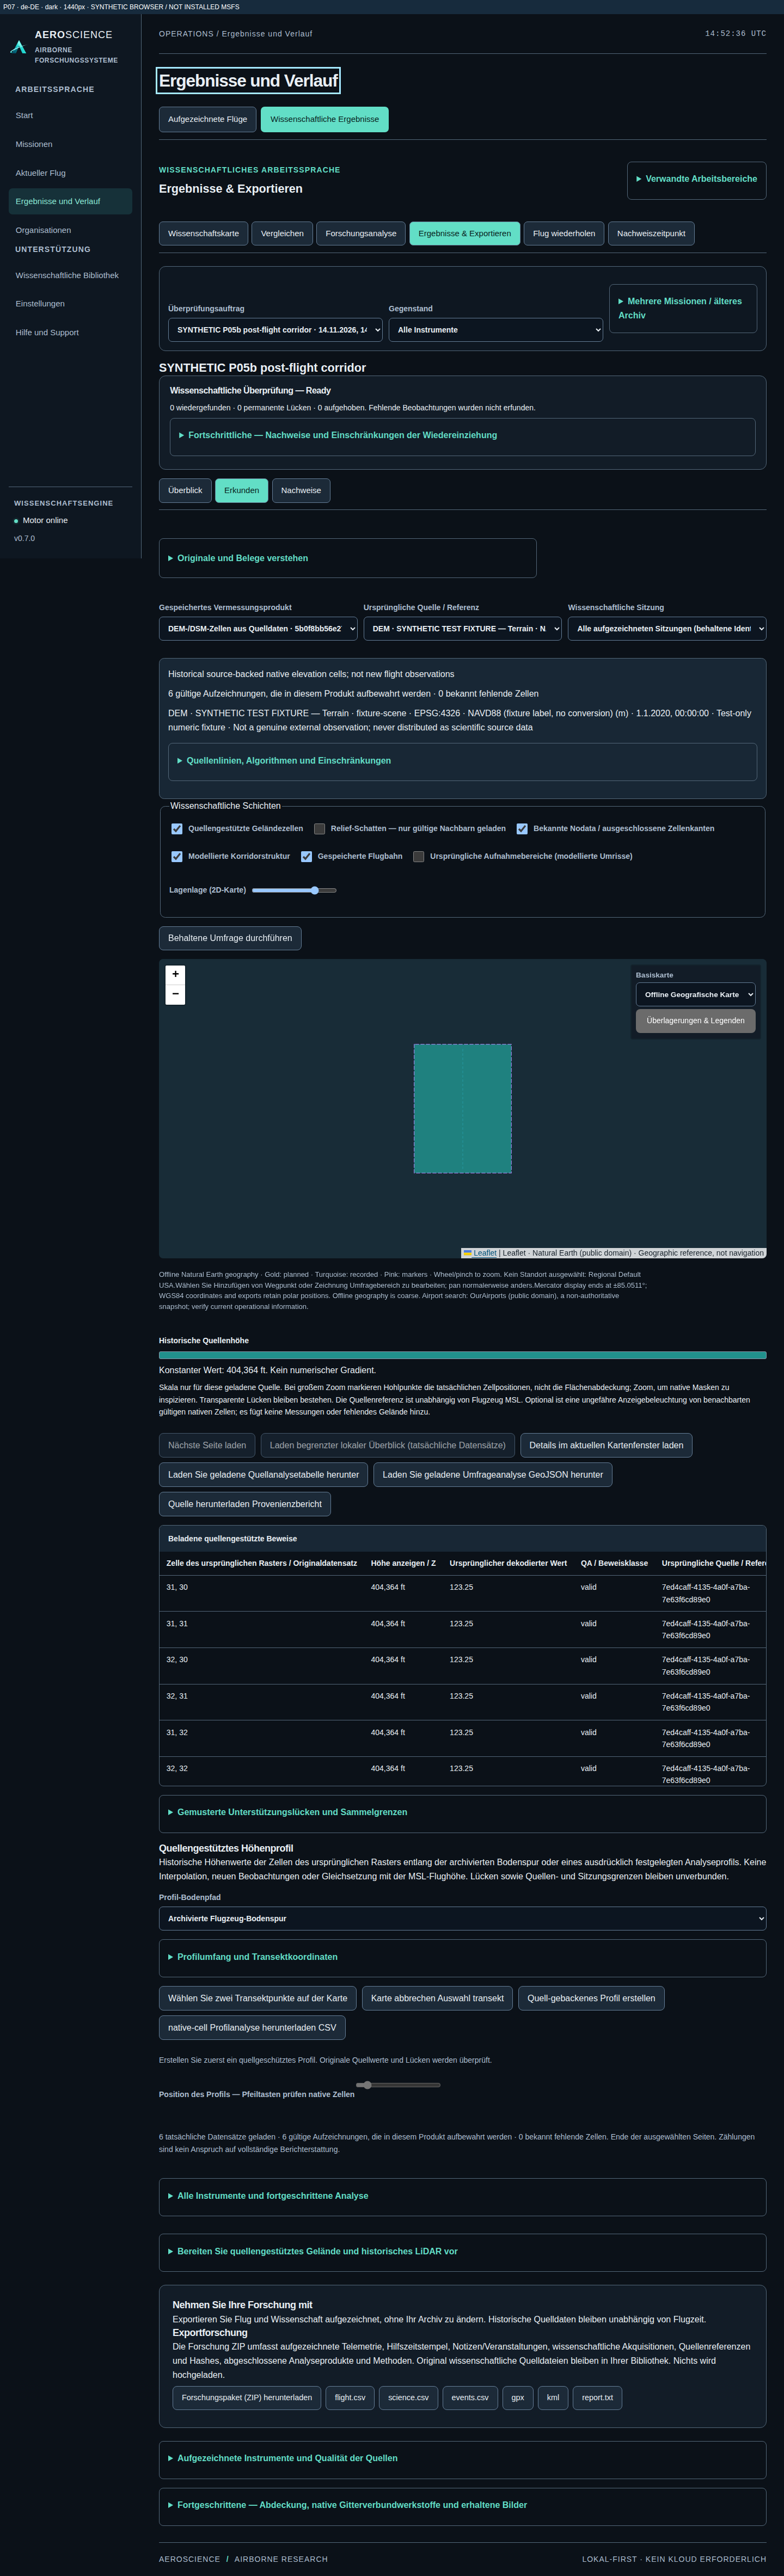 P07 · de-DE · dark · 1440px · SYNTHETIC BROWSER / NOT INSTALLED MSFS
AEROSCIENCE
AIRBORNE
FORSCHUNGSSYSTEME
ARBEITSSPRACHE
Start
Missionen
Aktueller Flug
Ergebnisse und Verlauf
Organisationen
UNTERSTÜTZUNG
Wissenschaftliche Bibliothek
Einstellungen
Hilfe und Support
WISSENSCHAFTSENGINE
Motor online
v0.7.0
OPERATIONS / Ergebnisse und Verlauf
14:52:36 UTC
Ergebnisse und Verlauf
Aufgezeichnete Flüge
Wissenschaftliche Ergebnisse
WISSENSCHAFTLICHES ARBEITSSPRACHE
Ergebnisse & Exportieren
▶ Verwandte Arbeitsbereiche
Wissenschaftskarte
Vergleichen
Forschungsanalyse
Ergebnisse & Exportieren
Flug wiederholen
Nachweiszeitpunkt
Überprüfungsauftrag
SYNTHETIC P05b post-flight corridor · 14.11.2026, 14
Gegenstand
Alle Instrumente
▶ Mehrere Missionen / älteres
Archiv
SYNTHETIC P05b post-flight corridor
Wissenschaftliche Überprüfung — Ready
0 wiedergefunden · 0 permanente Lücken · 0 aufgehoben. Fehlende Beobachtungen wurden nicht erfunden.
▶ Fortschrittliche — Nachweise und Einschränkungen der Wiedereinziehung
Überblick
Erkunden
Nachweise
▶ Originale und Belege verstehen
Gespeichertes Vermessungsprodukt
DEM-/DSM-Zellen aus Quelldaten · 5b0f8bb56e2
Ursprüngliche Quelle / Referenz
DEM · SYNTHETIC TEST FIXTURE — Terrain · N
Wissenschaftliche Sitzung
Alle aufgezeichneten Sitzungen (behaltene Ident
Historical source-backed native elevation cells; not new flight observations
6 gültige Aufzeichnungen, die in diesem Produkt aufbewahrt werden · 0 bekannt fehlende Zellen
DEM · SYNTHETIC TEST FIXTURE — Terrain · fixture-scene · EPSG:4326 · NAVD88 (fixture label, no conversion) (m) · 1.1.2020, 00:00:00 · Test-only
numeric fixture · Not a genuine external observation; never distributed as scientific source data
▶ Quellenlinien, Algorithmen und Einschränkungen
Wissenschaftliche Schichten
Quellengestützte Geländezellen
Relief-Schatten — nur gültige Nachbarn geladen
Bekannte Nodata / ausgeschlossene Zellenkanten
Modellierte Korridorstruktur
Gespeicherte Flugbahn
Ursprüngliche Aufnahmebereiche (modellierte Umrisse)
Lagenlage (2D-Karte)
Behaltene Umfrage durchführen
+
−
Basiskarte
Offline Geografische Karte
Überlagerungen & Legenden
Leaflet | Leaflet · Natural Earth (public domain) · Geographic reference, not navigation
Offline Natural Earth geography · Gold: planned · Turquoise: recorded · Pink: markers · Wheel/pinch to zoom. Kein Standort ausgewählt: Regional Default
USA.Wählen Sie Hinzufügen von Wegpunkt oder Zeichnung Umfragebereich zu bearbeiten; pan normalerweise anders.Mercator display ends at ±85.0511°;
WGS84 coordinates and exports retain polar positions. Offline geography is coarse. Airport search: OurAirports (public domain), a non-authoritative
snapshot; verify current operational information.
Historische Quellenhöhe
Konstanter Wert: 404,364 ft. Kein numerischer Gradient.
Skala nur für diese geladene Quelle. Bei großem Zoom markieren Hohlpunkte die tatsächlichen Zellpositionen, nicht die Flächenabdeckung; Zoom, um native Masken zu
inspizieren. Transparente Lücken bleiben bestehen. Die Quellenreferenz ist unabhängig von Flugzeug MSL. Optional ist eine ungefähre Anzeigebeleuchtung von benachbarten
gültigen nativen Zellen; es fügt keine Messungen oder fehlendes Gelände hinzu.
Nächste Seite laden
Laden begrenzter lokaler Überblick (tatsächliche Datensätze)
Details im aktuellen Kartenfenster laden
Laden Sie geladene Quellanalysetabelle herunter
Laden Sie geladene Umfrageanalyse GeoJSON herunter
Quelle herunterladen Provenienzbericht
Beladene quellengestützte Beweise
Zelle des ursprünglichen Rasters / Originaldatensatz Höhe anzeigen / Z Ursprünglicher dekodierter Wert QA / Beweisklasse Ursprüngliche Quelle / Refere
31, 30 404,364 ft 123.25 valid 7ed4caff-4135-4a0f-a7ba-
7e63f6cd89e0
31, 31 404,364 ft 123.25 valid 7ed4caff-4135-4a0f-a7ba-
7e63f6cd89e0
32, 30 404,364 ft 123.25 valid 7ed4caff-4135-4a0f-a7ba-
7e63f6cd89e0
32, 31 404,364 ft 123.25 valid 7ed4caff-4135-4a0f-a7ba-
7e63f6cd89e0
31, 32 404,364 ft 123.25 valid 7ed4caff-4135-4a0f-a7ba-
7e63f6cd89e0
32, 32 404,364 ft 123.25 valid 7ed4caff-4135-4a0f-a7ba-
7e63f6cd89e0
▶ Gemusterte Unterstützungslücken und Sammelgrenzen
Quellengestütztes Höhenprofil
Historische Höhenwerte der Zellen des ursprünglichen Rasters entlang der archivierten Bodenspur oder eines ausdrücklich festgelegten Analyseprofils. Keine
Interpolation, neuen Beobachtungen oder Gleichsetzung mit der MSL-Flughöhe. Lücken sowie Quellen- und Sitzungsgrenzen bleiben unverbunden.
Profil-Bodenpfad
Archivierte Flugzeug-Bodenspur
▶ Profilumfang und Transektkoordinaten
Wählen Sie zwei Transektpunkte auf der Karte
Karte abbrechen Auswahl transekt
Quell-gebackenes Profil erstellen
native-cell Profilanalyse herunterladen CSV
Erstellen Sie zuerst ein quellgeschütztes Profil. Originale Quellwerte und Lücken werden überprüft.
Position des Profils — Pfeiltasten prüfen native Zellen
6 tatsächliche Datensätze geladen · 6 gültige Aufzeichnungen, die in diesem Produkt aufbewahrt werden · 0 bekannt fehlende Zellen. Ende der ausgewählten Seiten. Zählungen
sind kein Anspruch auf vollständige Berichterstattung.
▶ Alle Instrumente und fortgeschrittene Analyse
▶ Bereiten Sie quellengestütztes Gelände und historisches LiDAR vor
Nehmen Sie Ihre Forschung mit
Exportieren Sie Flug und Wissenschaft aufgezeichnet, ohne Ihr Archiv zu ändern. Historische Quelldaten bleiben unabhängig von Flugzeit.
Exportforschung
Die Forschung ZIP umfasst aufgezeichnete Telemetrie, Hilfszeitstempel, Notizen/Veranstaltungen, wissenschaftliche Akquisitionen, Quellenreferenzen
und Hashes, abgeschlossene Analyseprodukte und Methoden. Original wissenschaftliche Quelldateien bleiben in Ihrer Bibliothek. Nichts wird
hochgeladen.
Forschungspaket (ZIP) herunterladen
flight.csv
science.csv
events.csv
gpx
kml
report.txt
▶ Aufgezeichnete Instrumente und Qualität der Quellen
▶ Fortgeschrittene — Abdeckung, native Gitterverbundwerkstoffe und erhaltene Bilder
AEROSCIENCE / AIRBORNE RESEARCH
LOKAL-FIRST · KEIN KLOUD ERFORDERLICH